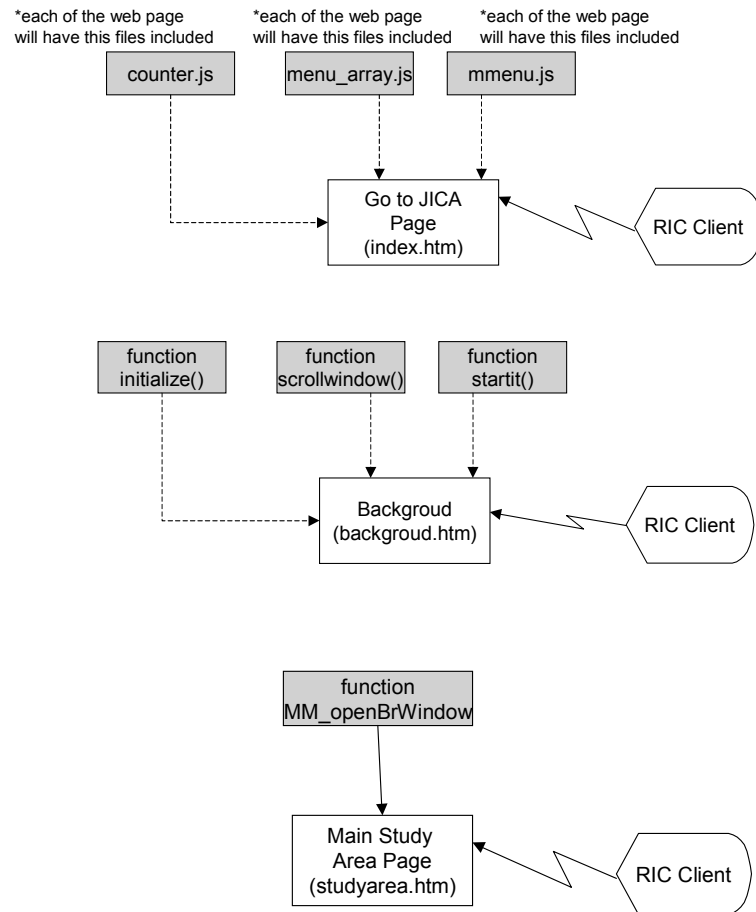 *each of the web page
will have this files included
*each of the web page
will have this files included
*each of the web page
will have this files included
counter.js
menu_array.js
mmenu.js
Go to JICA
Page
(index.htm)
RIC Client
function
initialize()
function
scrollwindow()
function
startit()
Backgroud
(backgroud.htm)
RIC Client
function
MM_openBrWindow
Main Study
Area Page
(studyarea.htm)
RIC Client